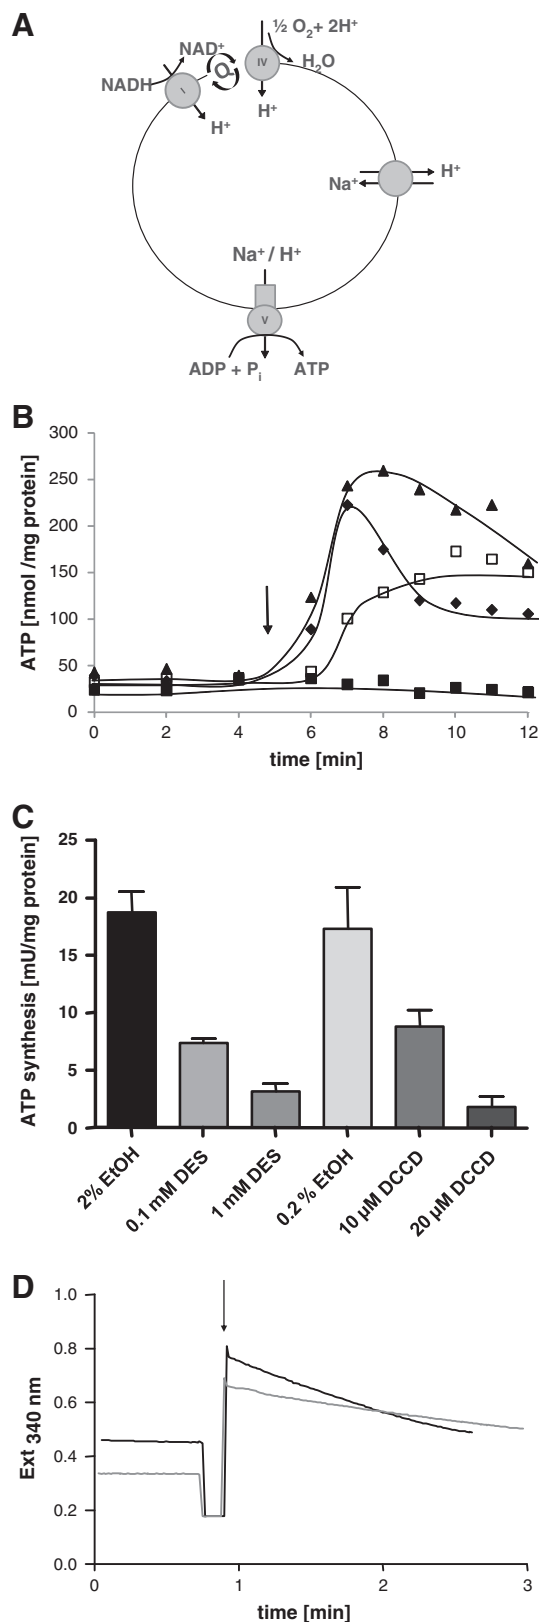 A
½ O₂+ 2H⁺
NAD⁺
NADH
I
Q
IV
H₂O
H⁺
H⁺
Na⁺
H⁺
Na⁺ / H⁺
V
ADP + Pᵢ
ATP
B
ATP [nmol /mg protein]
300
250
200
150
100
50
0
0 2 4 6 8 10 12
time [min]
C
ATP synthesis [mU/mg protein]
25
20
15
10
5
0
2% EtOH
0.1 mM DES
1 mM DES
0.2 % EtOH
10 µM DCCD
20 µM DCCD
D
Ext 340 nm
1.0
0.8
0.6
0.4
0.2
0.0
0 1 2 3
time [min]